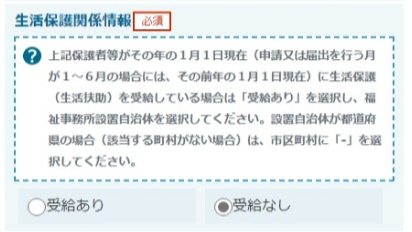 生活保護関係情報 必須
? 上記保護者等がその年の１月１日現在（申請又は届出を行う月
が１～６月の場合には、その前年の１月１日現在）に生活保護
（生活扶助）を受給している場合は「受給あり」を選択し、福
祉事務所設置自治体を選択してください。設置自治体が都道府
県の場合（該当する町村がない場合）は、市区町村に「-」を選
択してください。
受給あり 受給なし